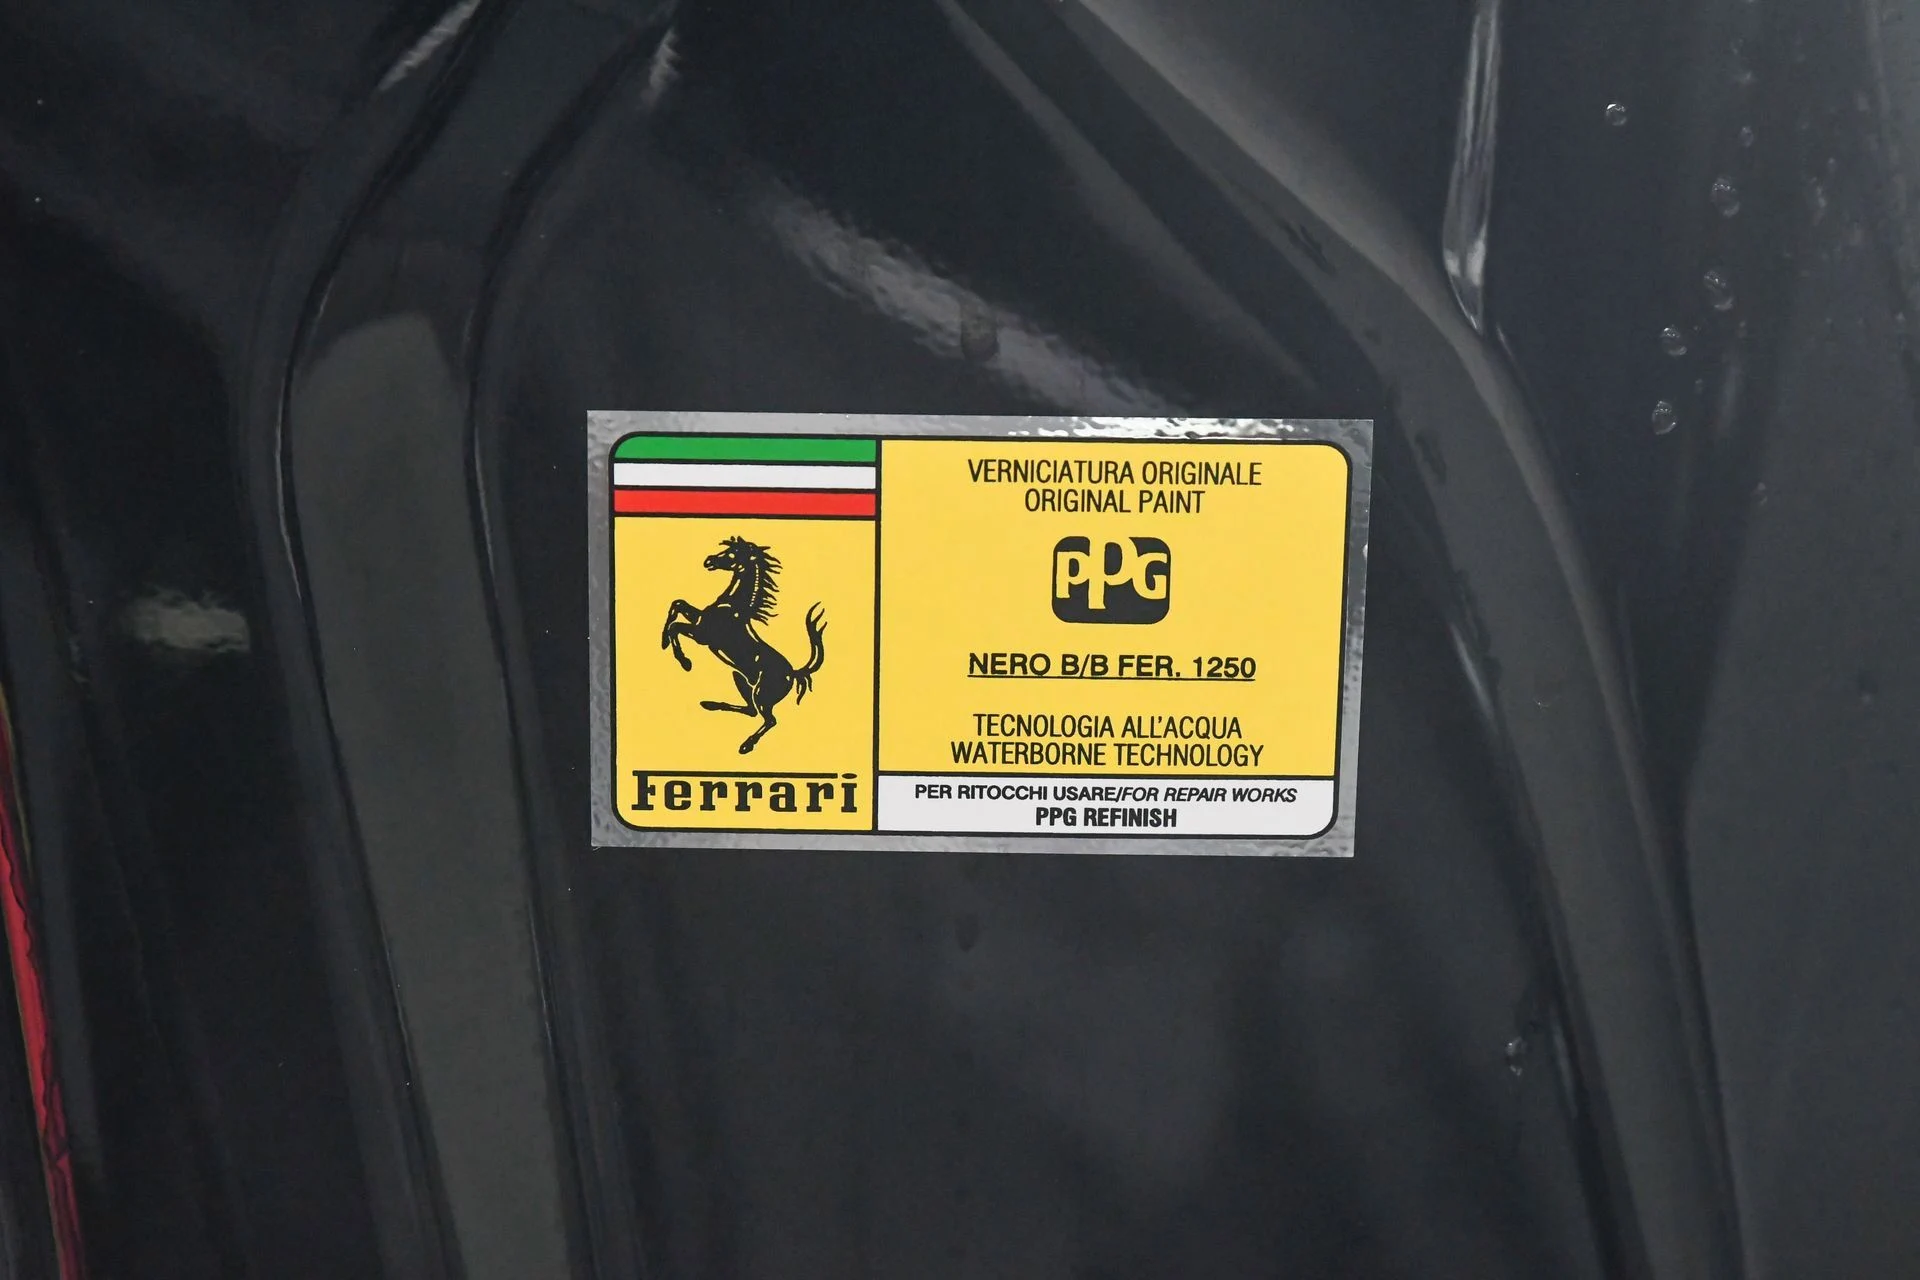 Ferrari
VERNICIATURA ORIGINALE
ORIGINAL PAINT
PPG
NERO B/B FER. 1250
TECNOLOGIA ALL'ACQUA
WATERBORNE TECHNOLOGY
PER RITOCCHI USARE/FOR REPAIR WORKS
PPG REFINISH